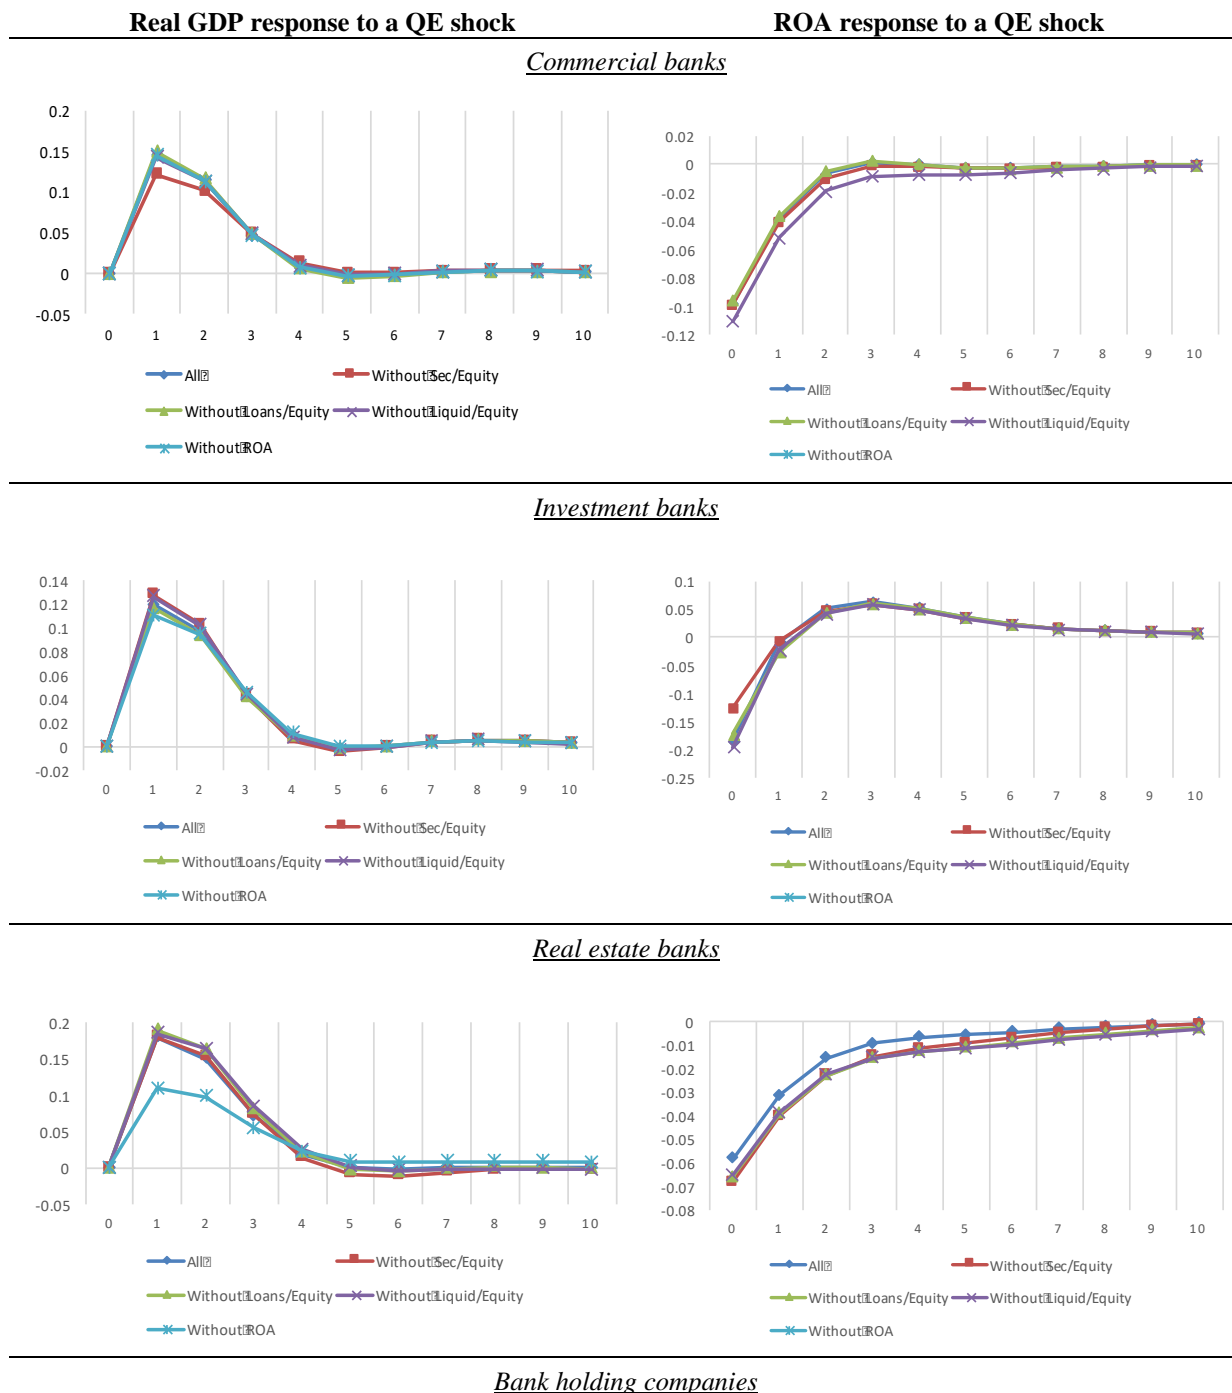 Real GDP response to a QE shock ROA response to a QE shock
Commercial banks
0.2
0.15
0.1
0.05
0
-0.05
0 1 2 3 4 5 6 7 8 9 10
All Without Sec/Equity
Without Loans/Equity Without Liquid/Equity
Without ROA
0.02
0
-0.02
-0.04
-0.06
-0.08
-0.1
-0.12
0 1 2 3 4 5 6 7 8 9 10
All Without Sec/Equity
Without Loans/Equity Without Liquid/Equity
Without ROA
Investment banks
0.14
0.12
0.1
0.08
0.06
0.04
0.02
0
-0.02
0 1 2 3 4 5 6 7 8 9 10
All Without Sec/Equity
Without Loans/Equity Without Liquid/Equity
Without ROA
0.1
0.05
0
-0.05
-0.1
-0.15
-0.2
-0.25
0 1 2 3 4 5 6 7 8 9 10
All Without Sec/Equity
Without Loans/Equity Without Liquid/Equity
Without ROA
Real estate banks
0.2
0.15
0.1
0.05
0
-0.05
0 1 2 3 4 5 6 7 8 9 10
All Without Sec/Equity
Without Loans/Equity Without Liquid/Equity
Without ROA
0
-0.01
-0.02
-0.03
-0.04
-0.05
-0.06
-0.07
-0.08
0 1 2 3 4 5 6 7 8 9 10
All Without Sec/Equity
Without Loans/Equity Without Liquid/Equity
Without ROA
Bank holding companies